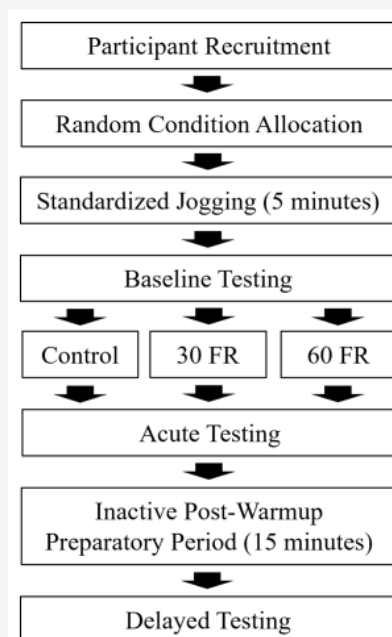 Participant Recruitment
Random Condition Allocation
Standardized Jogging (5 minutes)
Baseline Testing
Control
30 FR
60 FR
Acute Testing
Inactive Post-Warmup
Preparatory Period (15 minutes)
Delayed Testing